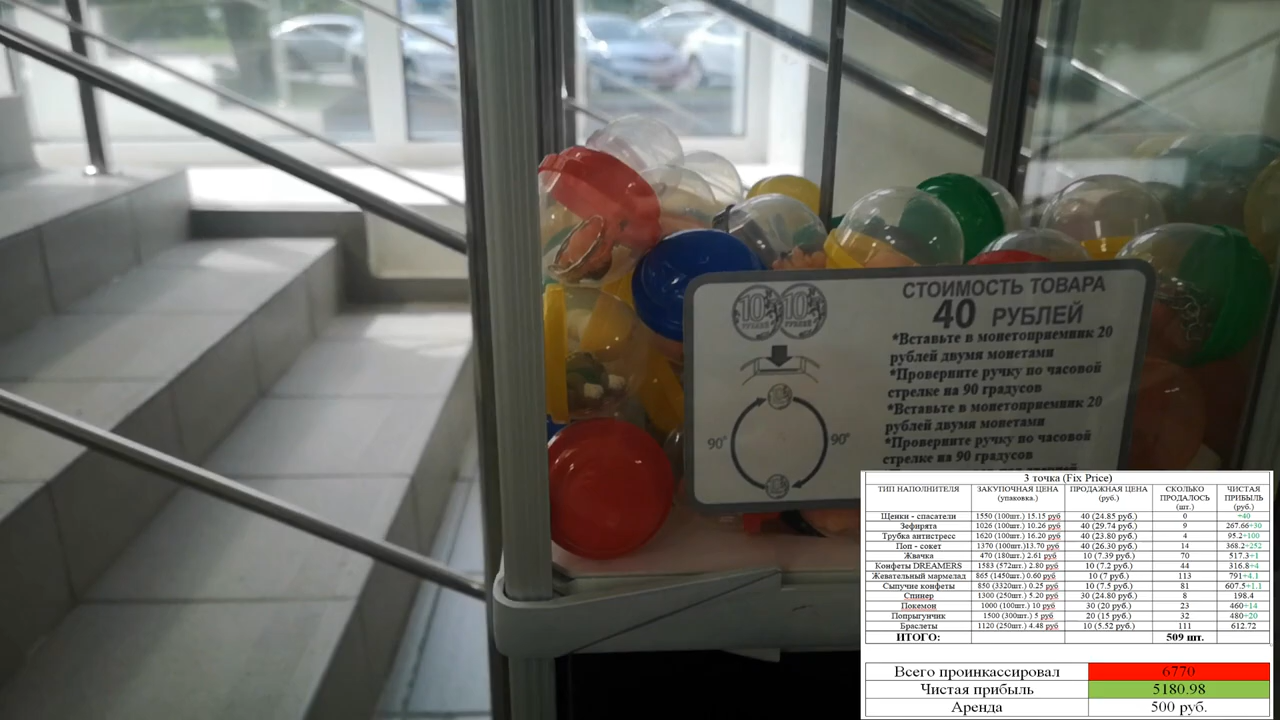 СТОИМОСТЬ ТОВАРА
40 РУБЛЕЙ
10 10
РУБЛЕЙ РУБЛЕЙ
*Вставьте в монетоприемник 20
рублей двумя монетами
*Проверните ручку по часовой
стрелке на 90 градусов
*Вставьте в монетоприемник 20
рублей двумя монетами
*Проверните ручку по часовой
стрелке на 90 градусов
90° 90°
3 точка (Fix Price)
ТИП НАПОЛНИТЕЛЯ ЗАКУПОЧНАЯ ЦЕНА (упаковка.) ПРОДАЖНАЯ ЦЕНА (руб.) СКОЛЬКО ПРОДАЛОСЬ (шт.) ЧИСТАЯ ПРИБЫЛЬ (руб.)
Щенки - спасатели 1550 (100шт.) 15.15 руб 40 (24.85 руб.) 0 +40
Зефирята 1026 (100шт.) 10.26 руб 40 (29.74 руб.) 9 267.66+30
Трубка антистресс 1620 (100шт.) 16.20 руб 40 (23.80 руб.) 4 95.2+100
Поп - сокет 1370 (100шт.)13.70 руб 40 (26.30 руб.) 14 368.2+252
Жвачка 470 (180шт.) 2.61 руб 10 (7.39 руб.) 70 517.3+1
Конфеты DREAMERS 1583 (572шт.) 2.80 руб 10 (7.2 руб.) 44 316.8+4
Жевательный мармелад 865 (1450шт.) 0.60 руб 10 (7 руб.) 113 791+4.1
Сыпучие конфеты 850 (3320шт.) 0.25 руб 10 (7.5 руб.) 81 607.5+1.1
Спинер 1300 (250шт.) 5.20 руб 30 (24.80 руб.) 8 198.4
Покемон 1000 (100шт.) 10 руб 30 (20 руб.) 23 460+14
Попрыгунчик 1500 (300шт.) 5 руб 20 (15 руб.) 32 480+20
Браслеты 1120 (250шт.) 4.48 руб 10 (5.52 руб.) 111 612.72
ИТОГО: 509 шт.
Всего проинкассировал 6770
Чистая прибыль 5180.98
Аренда 500 руб.